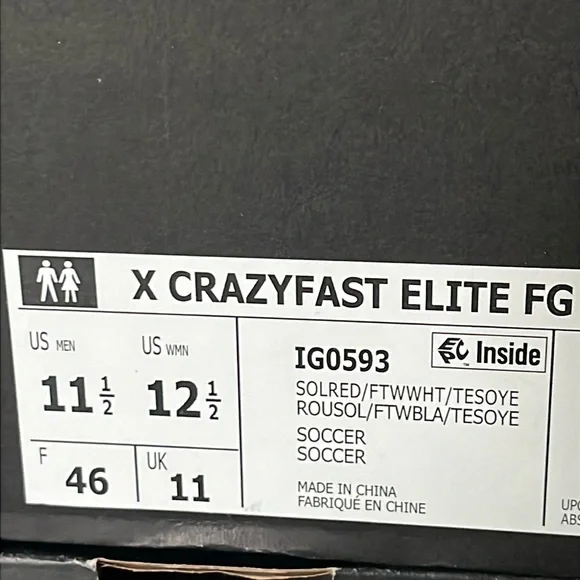 X CRAZYFAST ELITE FG
US MEN
11 1/2
US WMN
12 1/2
F
46
UK
11
IG0593
Inside
SOLRED/FTWWHT/TESOYE
ROUSOL/FTWBLA/TESOYE
SOCCER
SOCCER
MADE IN CHINA
FABRIQUÉ EN CHINE